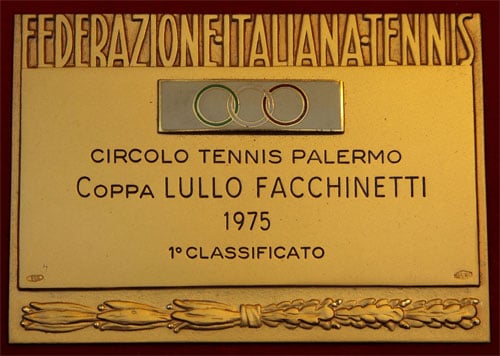 FEDERAZIONE·ITALIANA·TENNIS
CIRCOLO TENNIS PALERMO
COPPA LULLO FACCHINETTI
1975
1° CLASSIFICATO